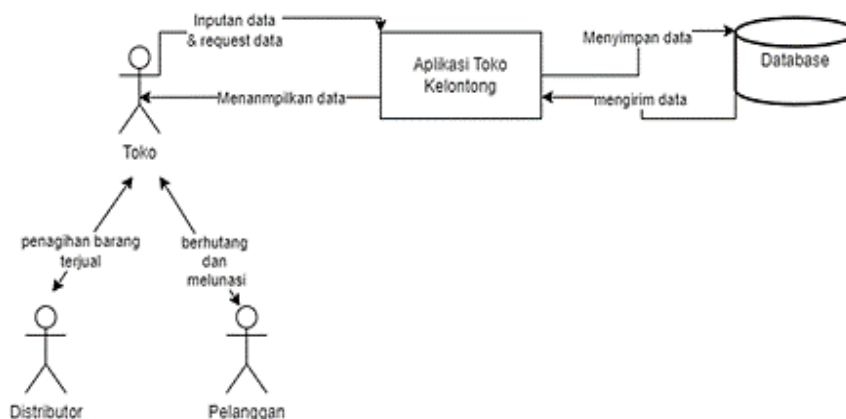 Inputan data
& request data
Menyimpan data
Aplikasi Toko
Kelontong
Database
Menanmpilkan data
mengirim data
Toko
penagihan barang
terjual
berhutang
dan
melunasi
Distributor
Pelanggan